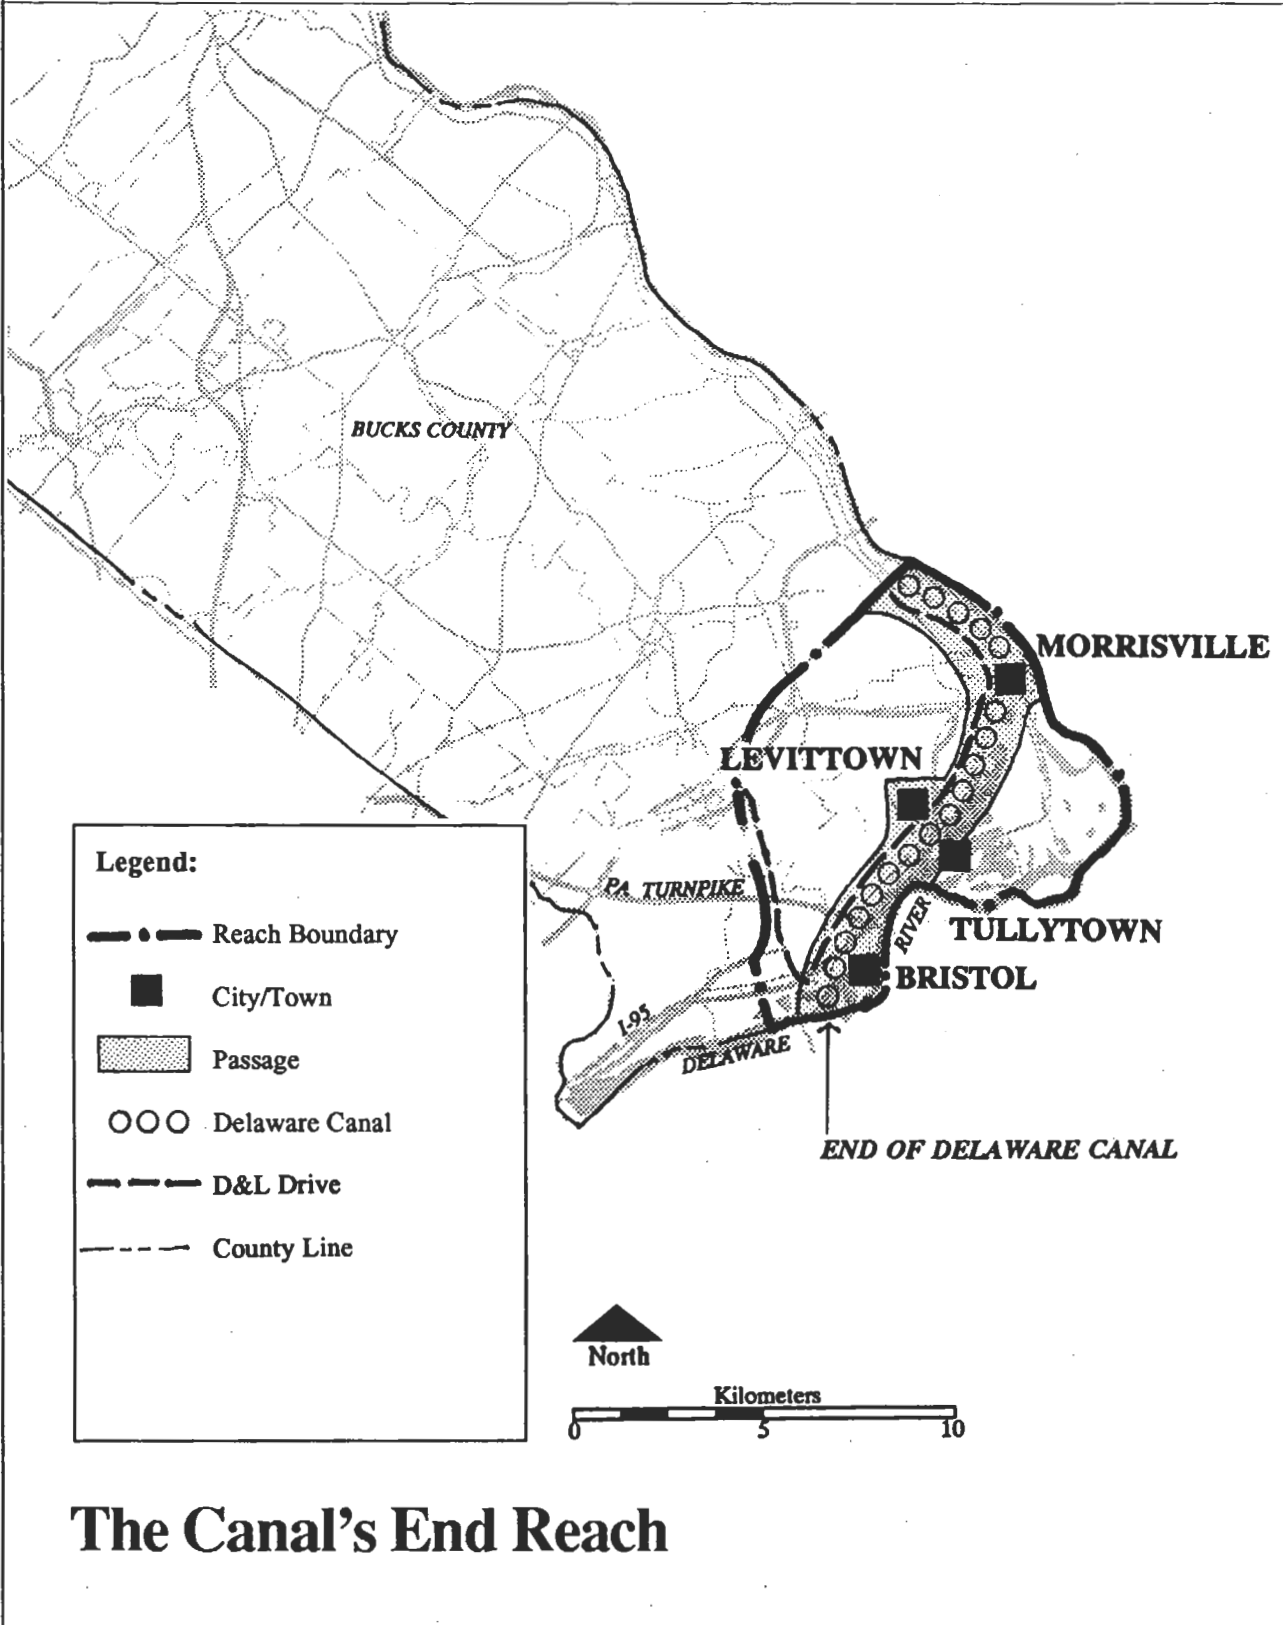 BUCKS COUNTY
MORRISVILLE
LEVITTOWN
PA TURNPIKE
RIVER
TULLYTOWN
BRISTOL
I-95
DELAWARE
END OF DELAWARE CANAL
Legend:
Reach Boundary
City/Town
Passage
Delaware Canal
D&L Drive
County Line
North
Kilometers
0 5 10
The Canal's End Reach